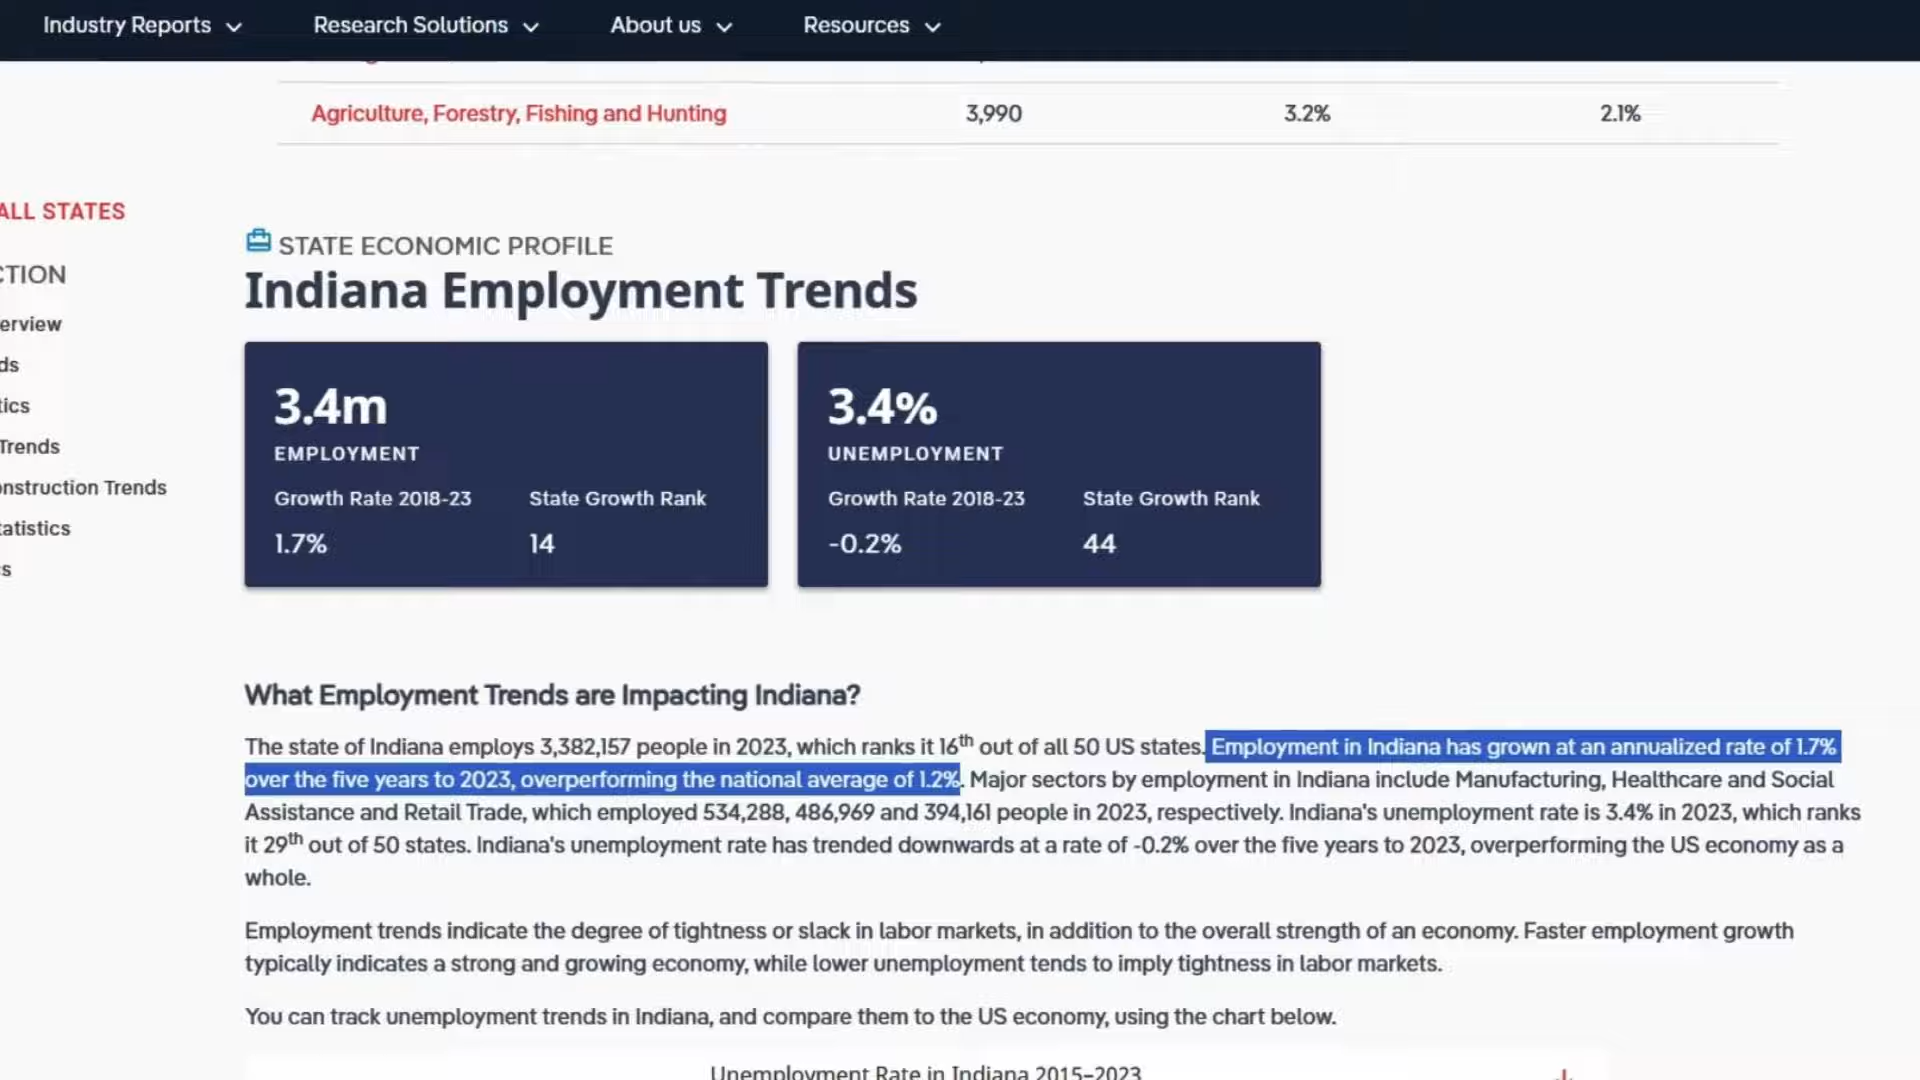 Industry Reports
Research Solutions
About us
Resources
Agriculture, Forestry, Fishing and Hunting 3,990 3.2% 2.1%
ALL STATES
STATE ECONOMIC PROFILE
Indiana Employment Trends
3.4m
EMPLOYMENT
Growth Rate 2018-23 State Growth Rank
1.7% 14
3.4%
UNEMPLOYMENT
Growth Rate 2018-23 State Growth Rank
-0.2% 44
Trends
onstruction Trends
tatistics
What Employment Trends are Impacting Indiana?
The state of Indiana employs 3,382,157 people in 2023, which ranks it 16th out of all 50 US states. Employment in Indiana has grown at an annualized rate of 1.7%
over the five years to 2023, overperforming the national average of 1.2%. Major sectors by employment in Indiana include Manufacturing, Healthcare and Social
Assistance and Retail Trade, which employed 534,288, 486,969 and 394,161 people in 2023, respectively. Indiana's unemployment rate is 3.4% in 2023, which ranks
it 29th out of 50 states. Indiana's unemployment rate has trended downwards at a rate of -0.2% over the five years to 2023, overperforming the US economy as a
whole.
Employment trends indicate the degree of tightness or slack in labor markets, in addition to the overall strength of an economy. Faster employment growth
typically indicates a strong and growing economy, while lower unemployment tends to imply tightness in labor markets.
You can track unemployment trends in Indiana, and compare them to the US economy, using the chart below.
Unemployment Rate in Indiana 2015–2023